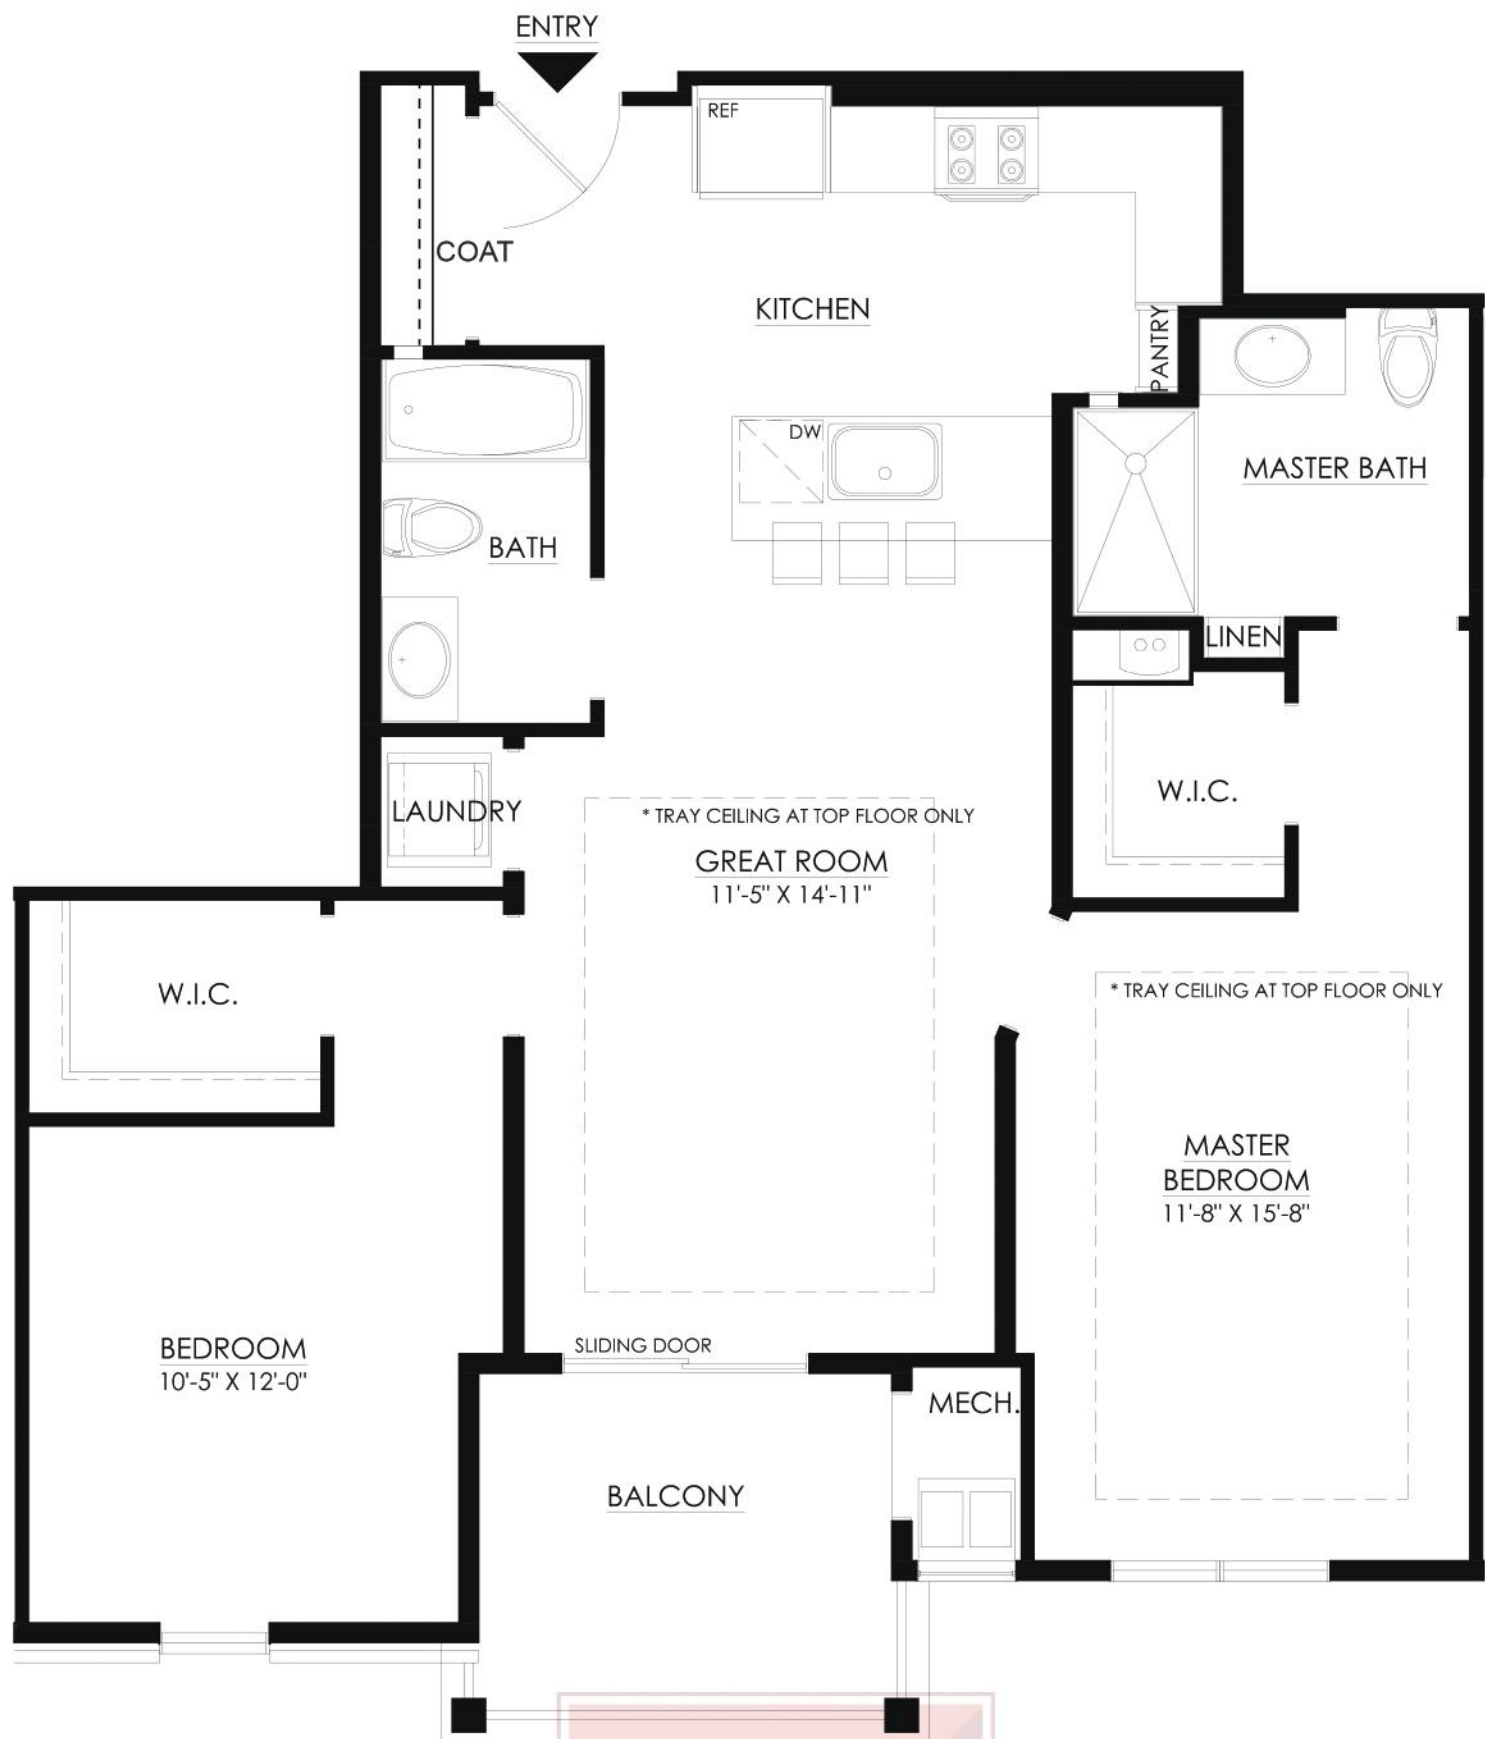 ENTRY
REF
COAT
KITCHEN
PANTRY
DW
MASTER BATH
BATH
LINEN
W.I.C.
LAUNDRY
* TRAY CEILING AT TOP FLOOR ONLY
GREAT ROOM
11'-5" X 14'-11"
W.I.C.
* TRAY CEILING AT TOP FLOOR ONLY
MASTER
BEDROOM
11'-8" X 15'-8"
BEDROOM
10'-5" X 12'-0"
SLIDING DOOR
MECH.
BALCONY